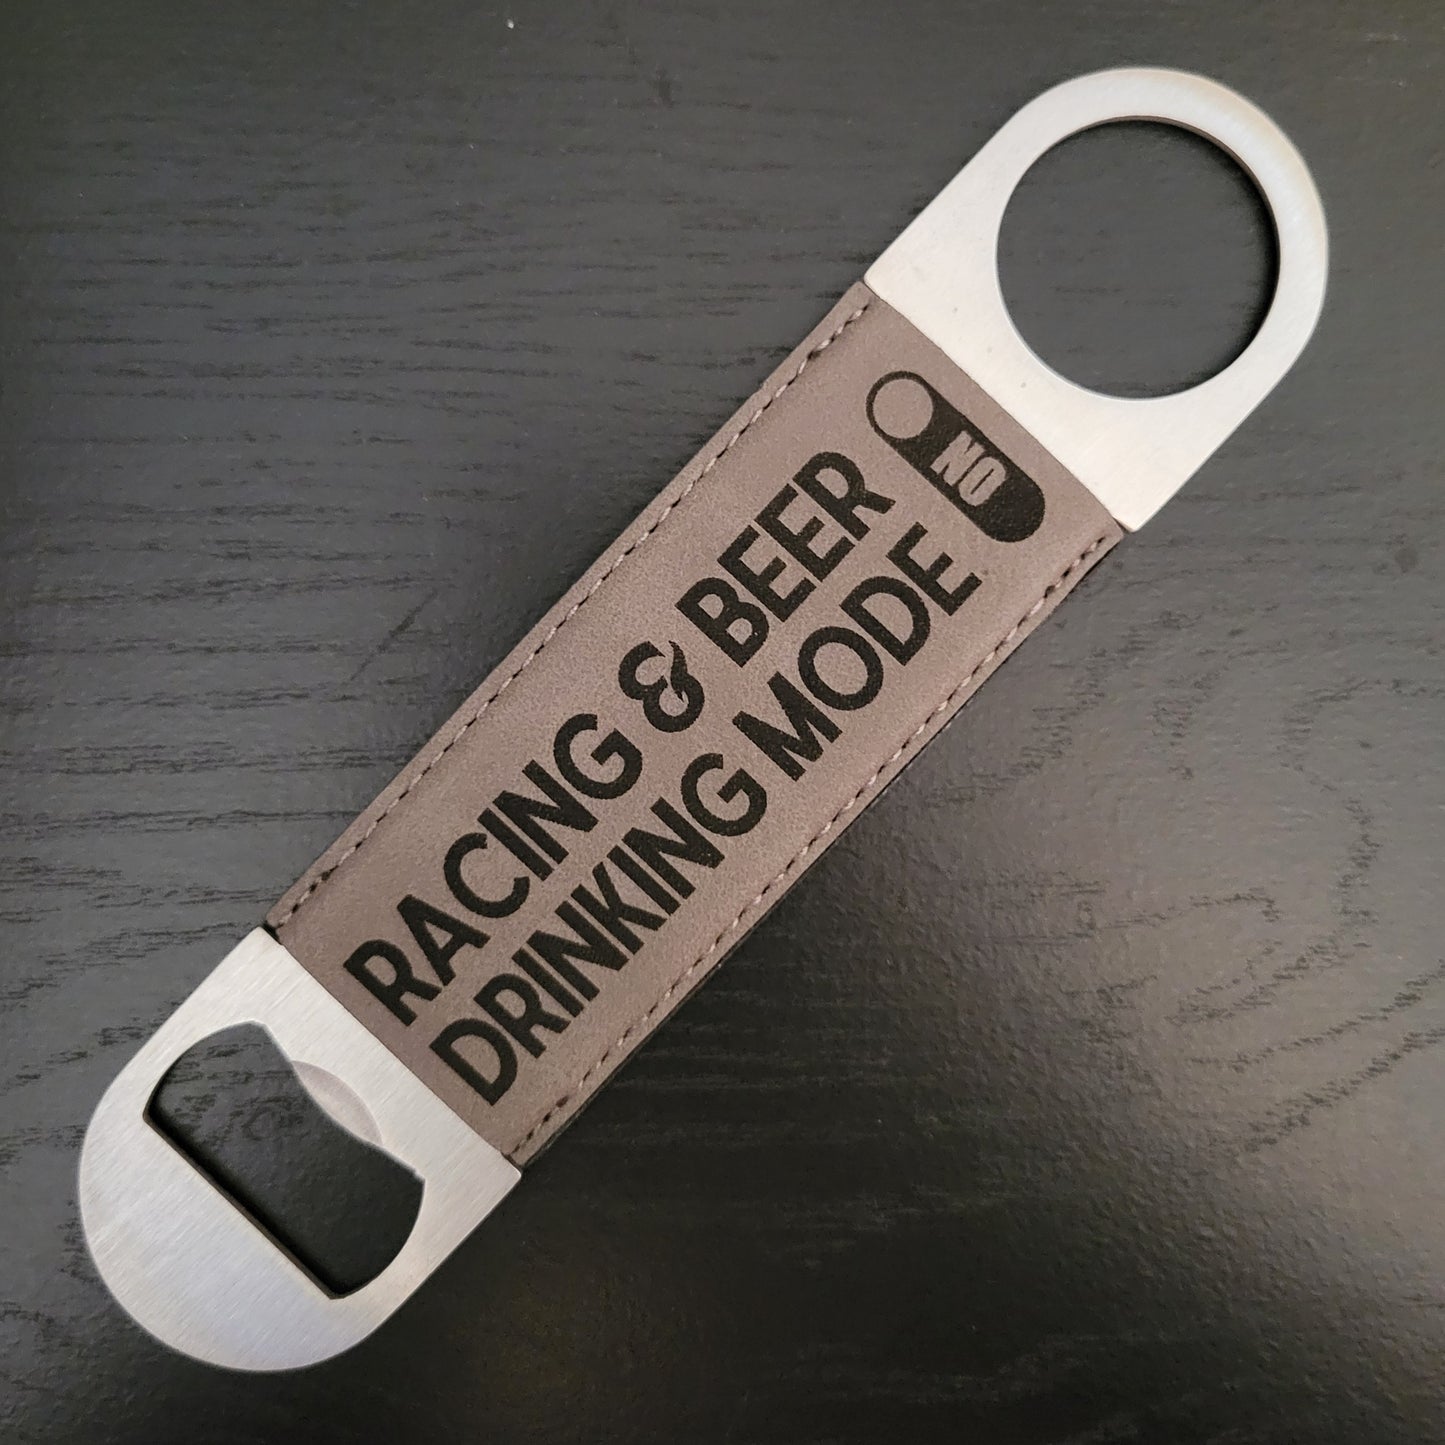 RACING & BEER
DRINKING MODE
ON